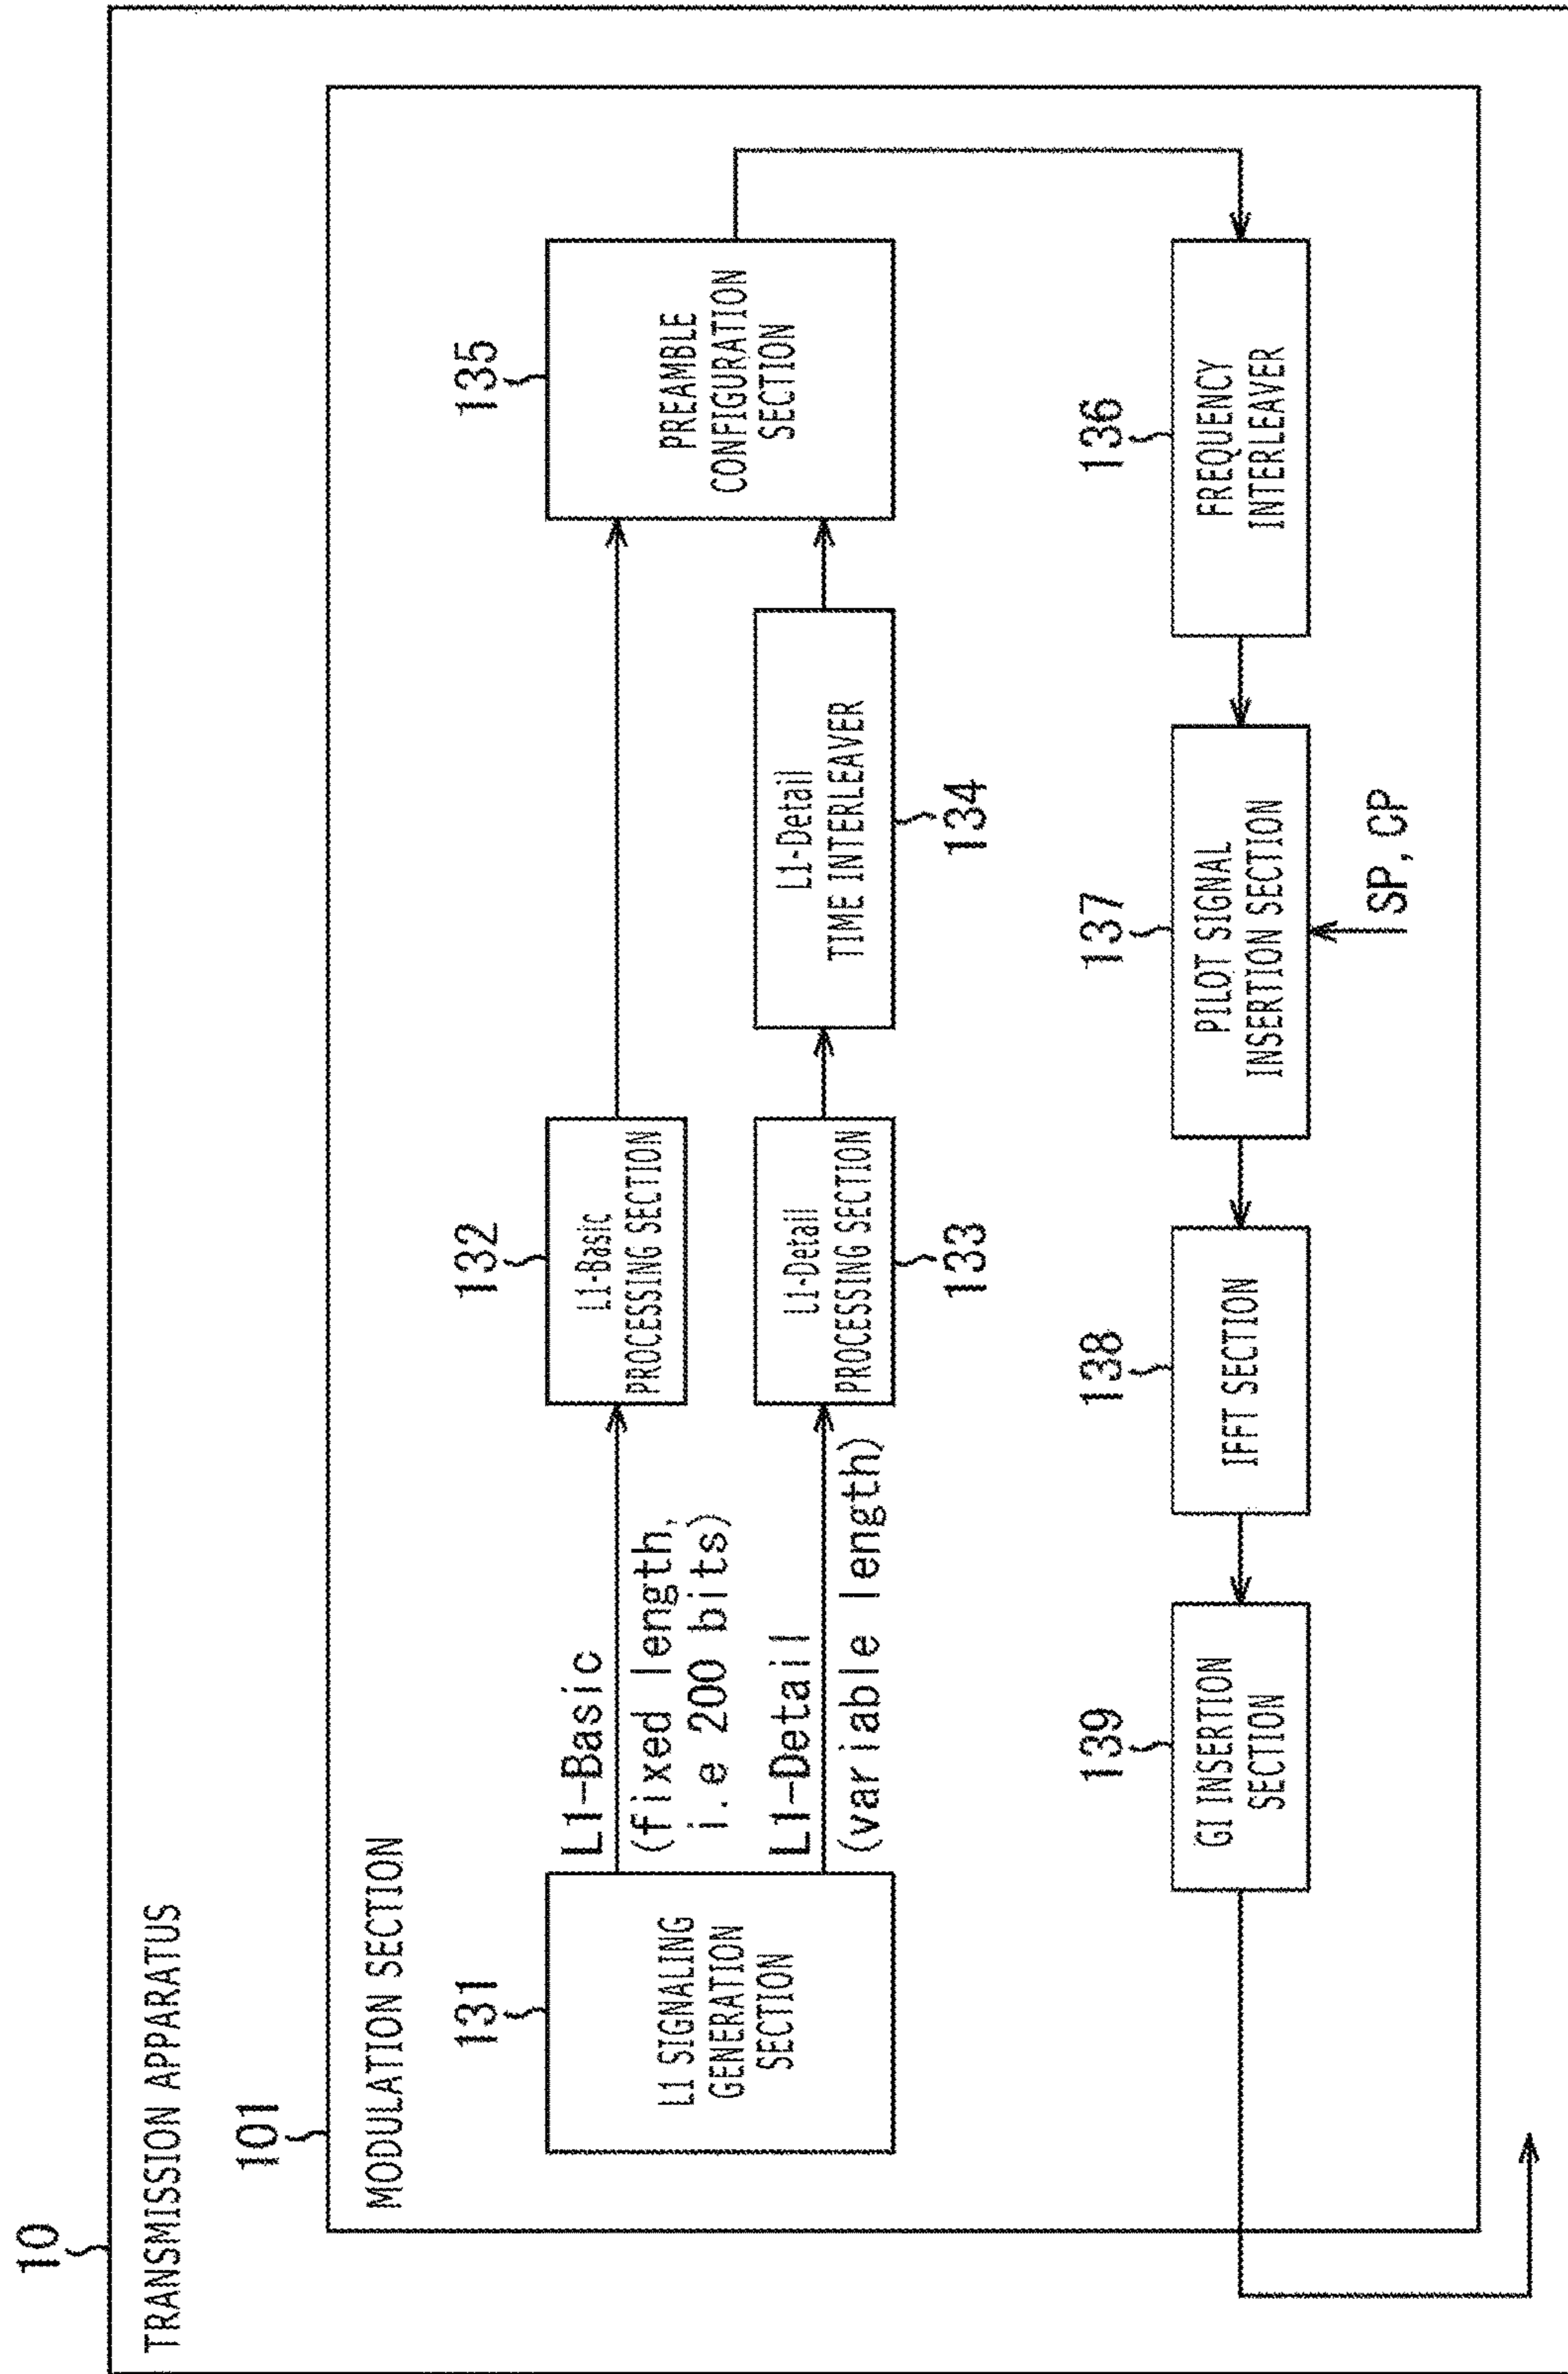 10
TRANSMISSION APPARATUS
101
MODULATION SECTION
131
L1 SIGNALING
GENERATION
SECTION
L1-Basic
(fixed length,
i.e 200 bits)
L1-Detail
(variable length)
132
L1-Basic
PROCESSING SECTION
L1-Detail
PROCESSING SECTION
133
L1-Detail
TIME INTERLEAVER
134
135
PREAMBLE
CONFIGURATION
SECTION
139
GI INSERTION
SECTION
138
IFFT SECTION
137
PILOT SIGNAL
INSERTION SECTION
SP, CP
136
FREQUENCY
INTERLEAVER